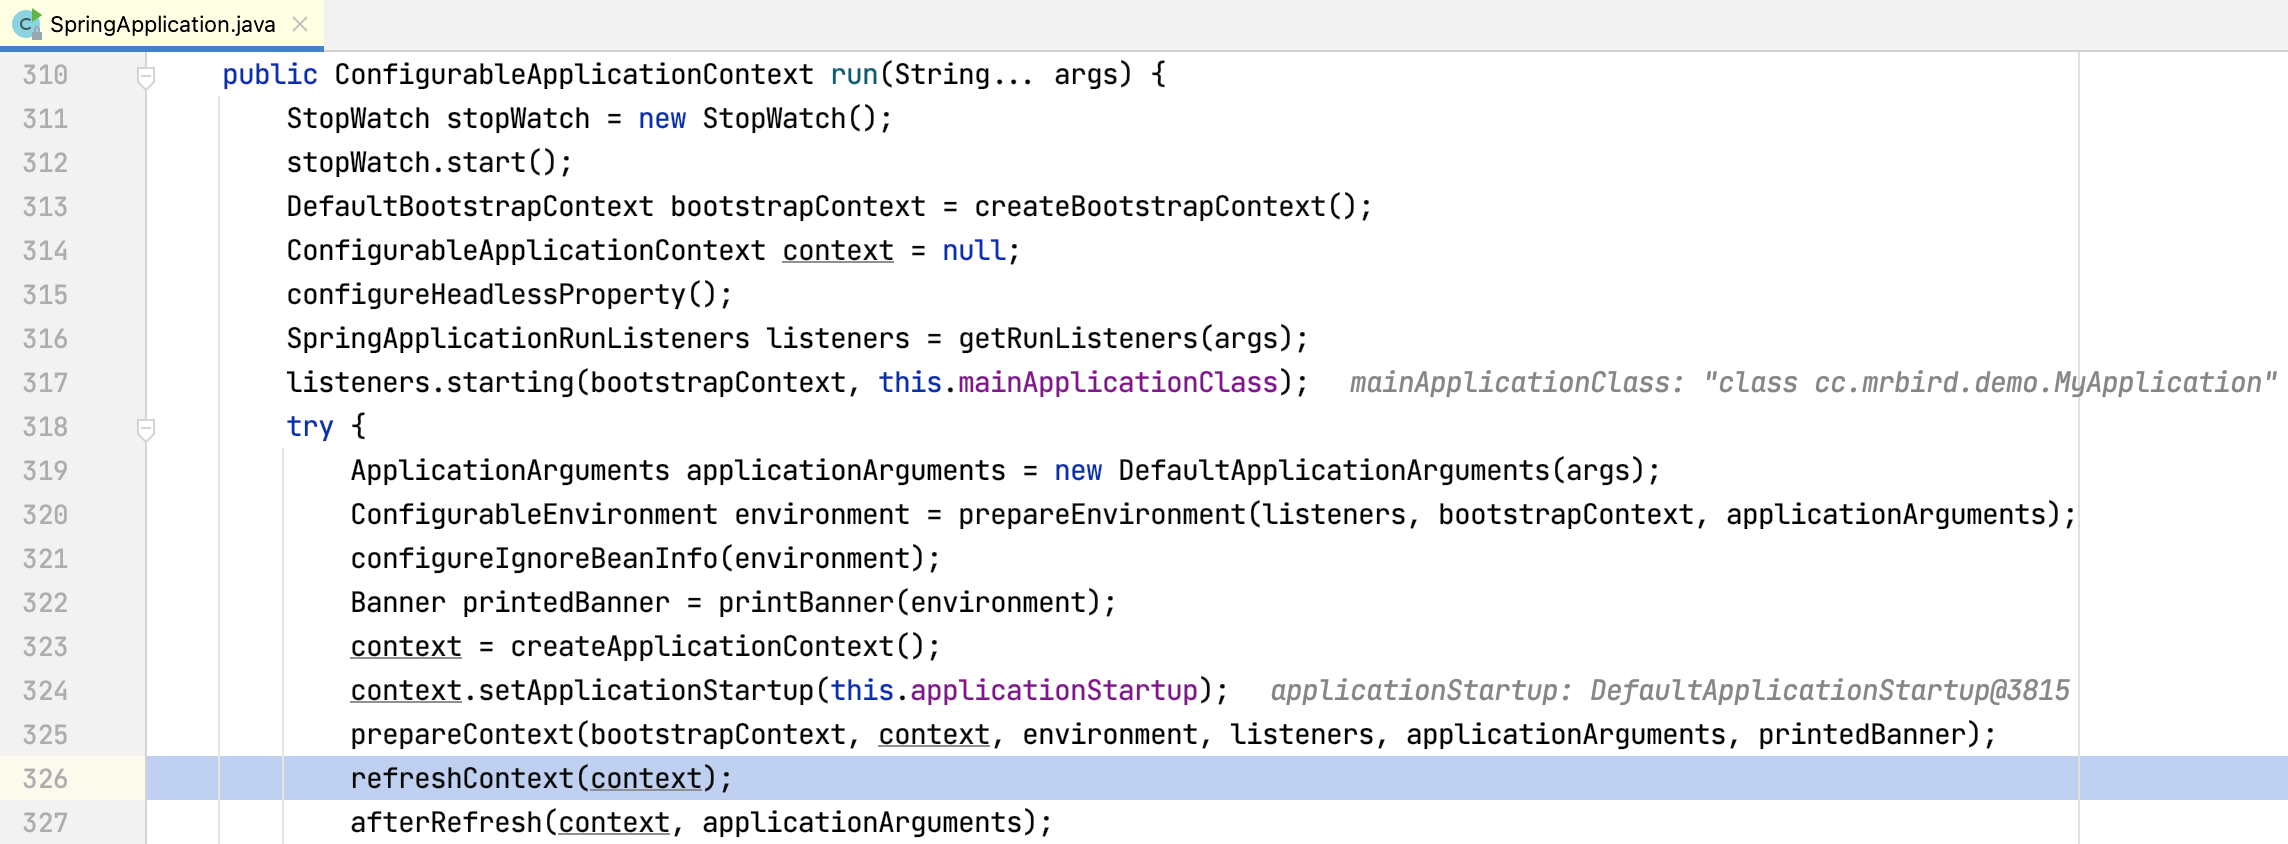 SpringApplication.java
310 public ConfigurableApplicationContext run(String... args) {
311 StopWatch stopWatch = new StopWatch();
312 stopWatch.start();
313 DefaultBootstrapContext bootstrapContext = createBootstrapContext();
314 ConfigurableApplicationContext context = null;
315 configureHeadlessProperty();
316 SpringApplicationRunListeners listeners = getRunListeners(args);
317 listeners.starting(bootstrapContext, this.mainApplicationClass); mainApplicationClass: "class cc.mrbird.demo.MyApplication"
318 try {
319 ApplicationArguments applicationArguments = new DefaultApplicationArguments(args);
320 ConfigurableEnvironment environment = prepareEnvironment(listeners, bootstrapContext, applicationArguments);
321 configureIgnoreBeanInfo(environment);
322 Banner printedBanner = printBanner(environment);
323 context = createApplicationContext();
324 context.setApplicationStartup(this.applicationStartup); applicationStartup: DefaultApplicationStartup@3815
325 prepareContext(bootstrapContext, context, environment, listeners, applicationArguments, printedBanner);
326 refreshContext(context);
327 afterRefresh(context, applicationArguments);